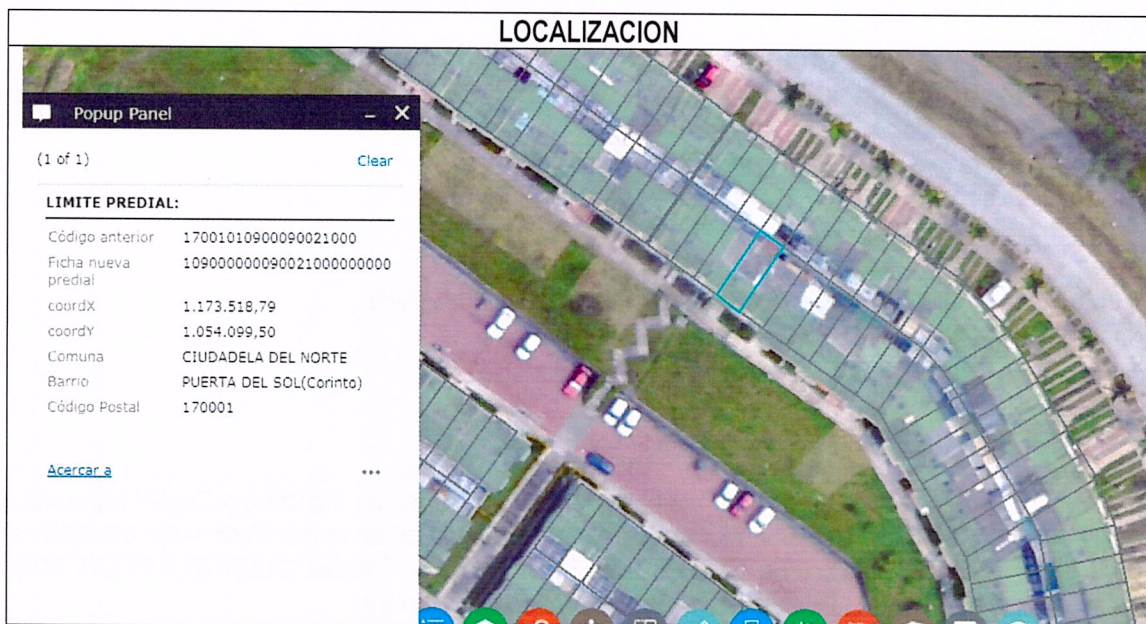 LOCALIZACION
Popup Panel
(1 of 1) Clear
LIMITE PREDIAL:
Código anterior 17001010900090021000
Ficha nueva predial 109000000090021000000000
coordX 1.173.518,79
coordY 1.054.099,50
Comuna CIUDADELA DEL NORTE
Barrio PUERTA DEL SOL(Corinto)
Código Postal 170001
Acercar a